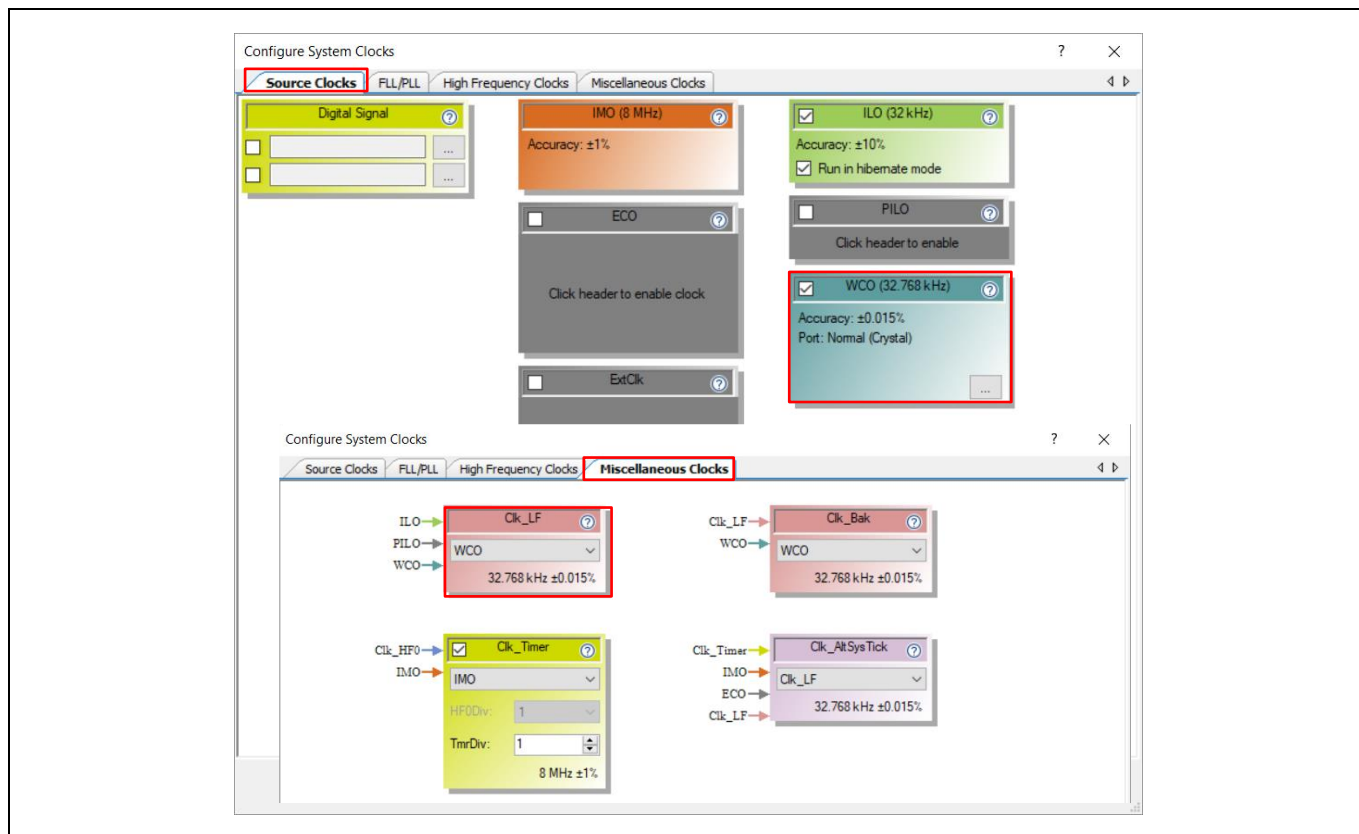 Configure System Clocks
?
Source Clocks
FLL/PLL
High Frequency Clocks
Miscellaneous Clocks
Digital Signal
...
...
IMO (8 MHz)
Accuracy: ±1%
ILO (32 kHz)
Accuracy: ±10%
Run in hibernate mode
ECO
Click header to enable clock
PILO
Click header to enable
WCO (32.768 kHz)
Accuracy: ±0.015%
Port: Normal (Crystal)
...
ExtClk
Configure System Clocks
?
Source Clocks
FLL/PLL
High Frequency Clocks
Miscellaneous Clocks
ILO
PILO
WCO
Clk_LF
WCO
32.768 kHz ±0.015%
Clk_LF
WCO
Clk_Bak
WCO
32.768 kHz ±0.015%
Clk_HF0
IMO
Clk_Timer
IMO
HF0Div: 1
TmrDiv: 1
8 MHz ±1%
Clk_Timer
IMO
ECO
Clk_LF
Clk_AltSysTick
Clk_LF
32.768 kHz ±0.015%